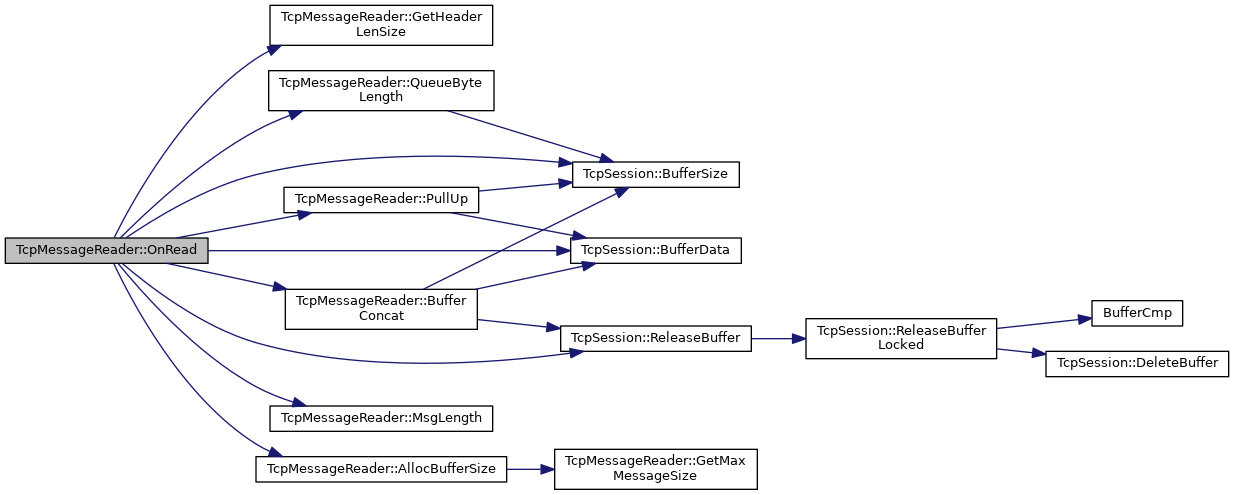 TcpMessageReader::OnRead
TcpMessageReader::GetHeader
LenSize
TcpMessageReader::QueueByte
Length
TcpMessageReader::PullUp
TcpMessageReader::Buffer
Concat
TcpMessageReader::MsgLength
TcpMessageReader::AllocBufferSize
TcpSession::BufferSize
TcpSession::BufferData
TcpSession::ReleaseBuffer
TcpMessageReader::GetMax
MessageSize
TcpSession::ReleaseBuffer
Locked
BufferCmp
TcpSession::DeleteBuffer